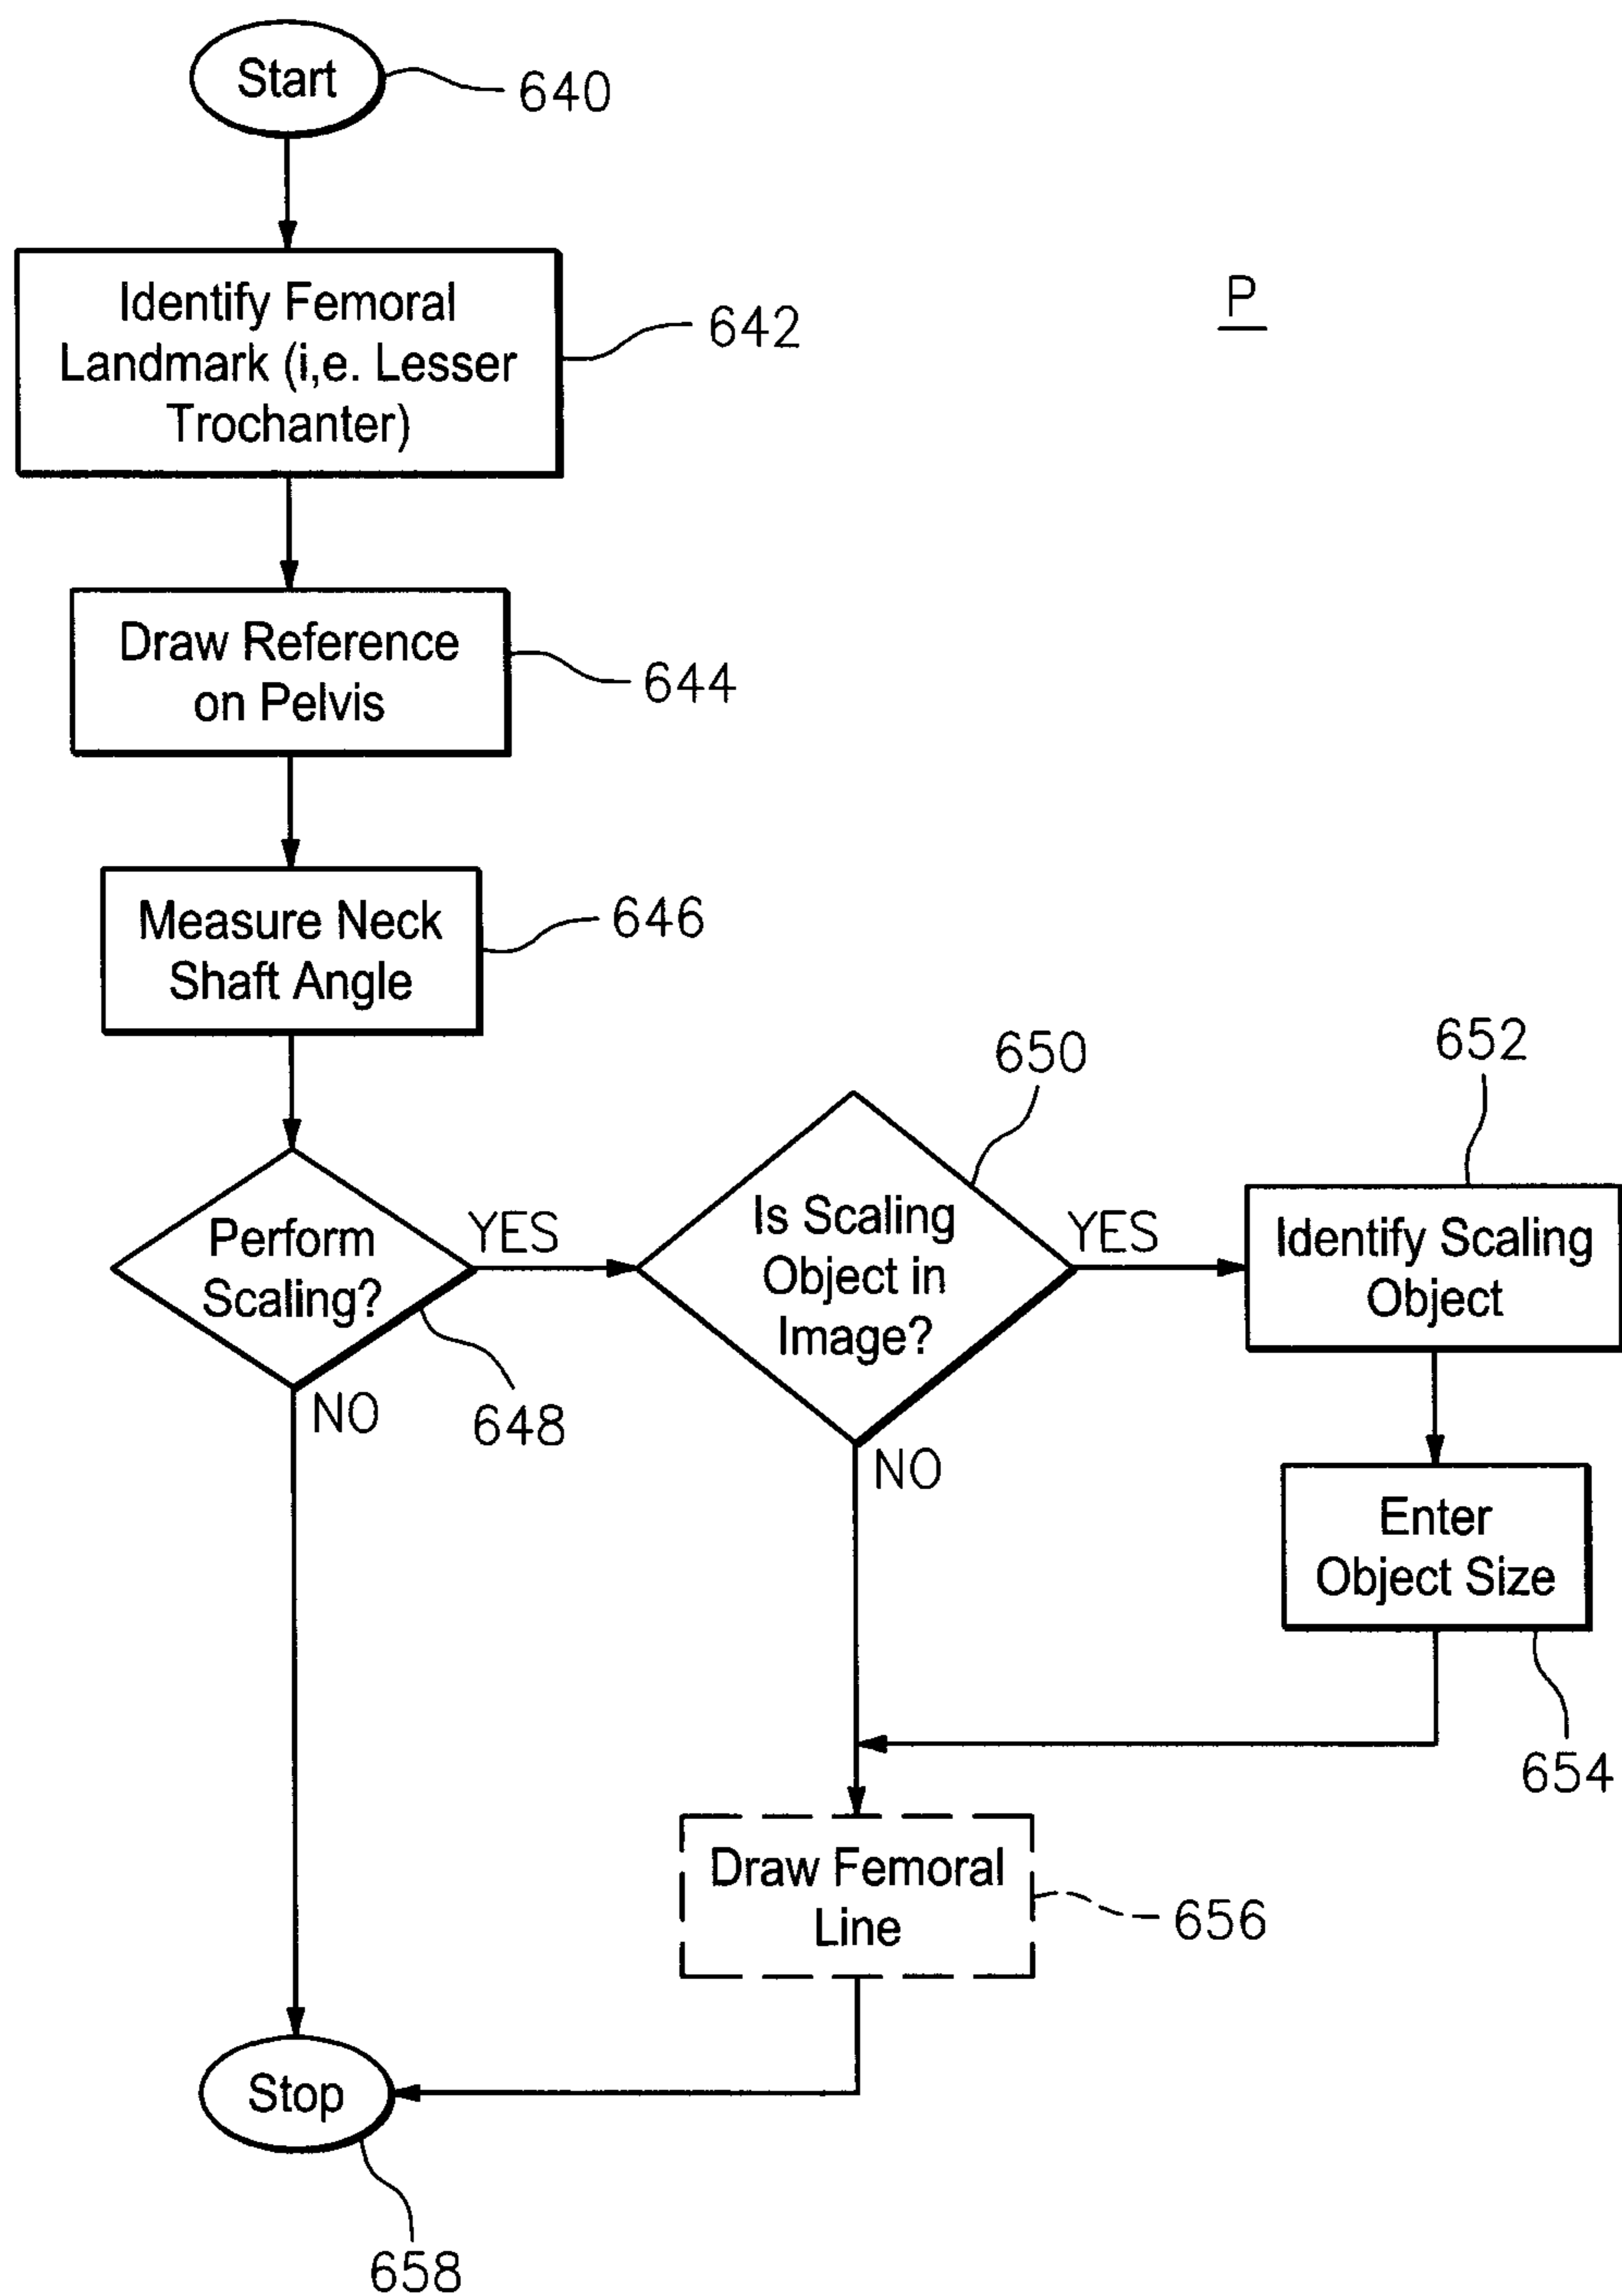 Start
640
P
Identify Femoral
Landmark (i,e. Lesser
Trochanter)
642
Draw Reference
on Pelvis
644
Measure Neck
Shaft Angle
646
Perform
Scaling?
648
YES
NO
Is Scaling
Object in
Image?
650
YES
NO
Identify Scaling
Object
652
Enter
Object Size
654
Draw Femoral
Line
656
Stop
658